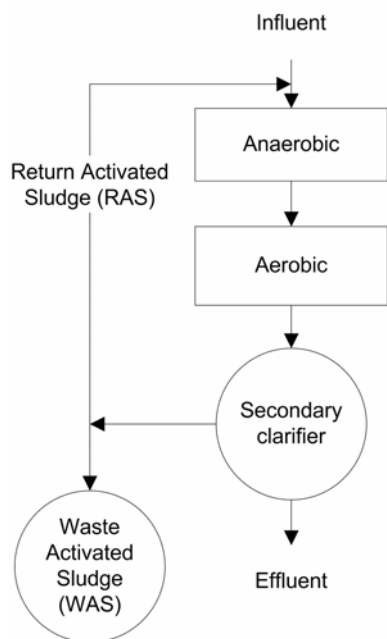 Influent
Anaerobic
Return Activated
Sludge (RAS)
Aerobic
Secondary
clarifier
Waste
Activated
Sludge
(WAS)
Effluent